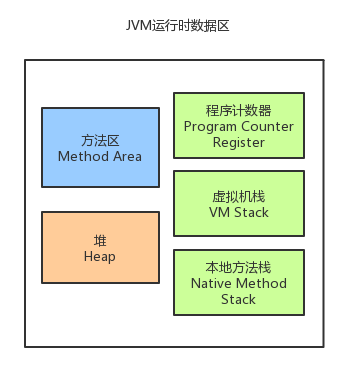 JVM运行时数据区
方法区
Method Area
堆
Heap
程序计数器
Program Counter
Register
虚拟机栈
VM Stack
本地方法栈
Native Method
Stack